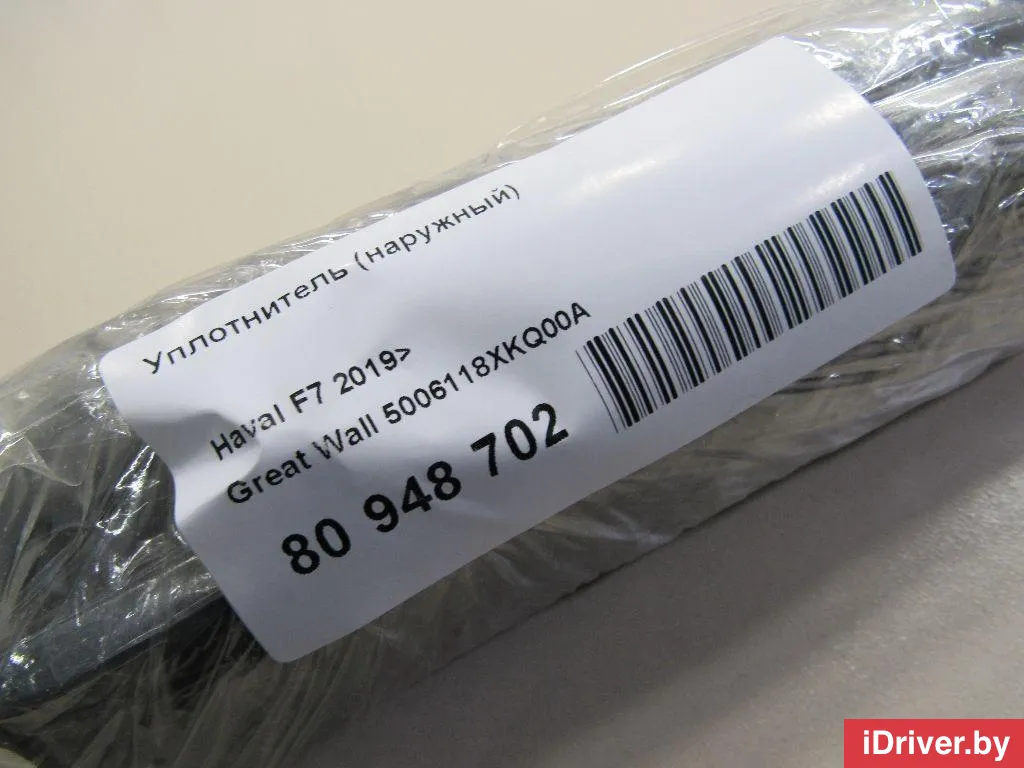 Уплотнитель (наружный)
Haval F7 2019>
Great Wall 5006118XKQ00A
80 948 702
iDriver.by